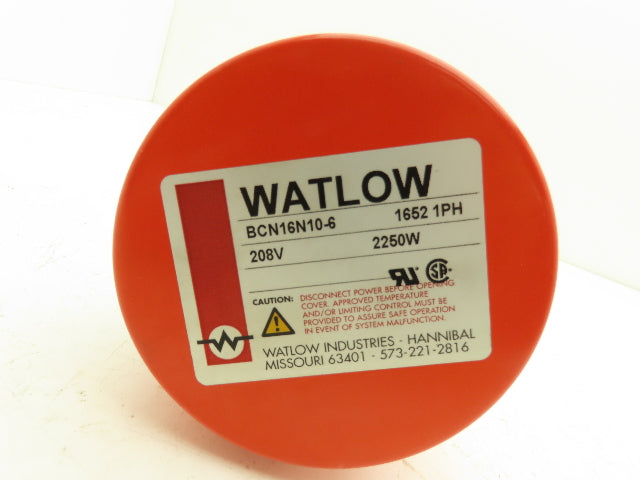 WATLOW
BCN16N10-6 1652 1PH
208V 2250W
CAUTION: DISCONNECT POWER BEFORE OPENING
COVER. APPROVED TEMPERATURE
AND/OR LIMITING CONTROL MUST BE
PROVIDED TO ASSURE SAFE OPERATION
IN EVENT OF SYSTEM MALFUNCTION.
WATLOW INDUSTRIES - HANNIBAL
MISSOURI 63401 - 573-221-2816